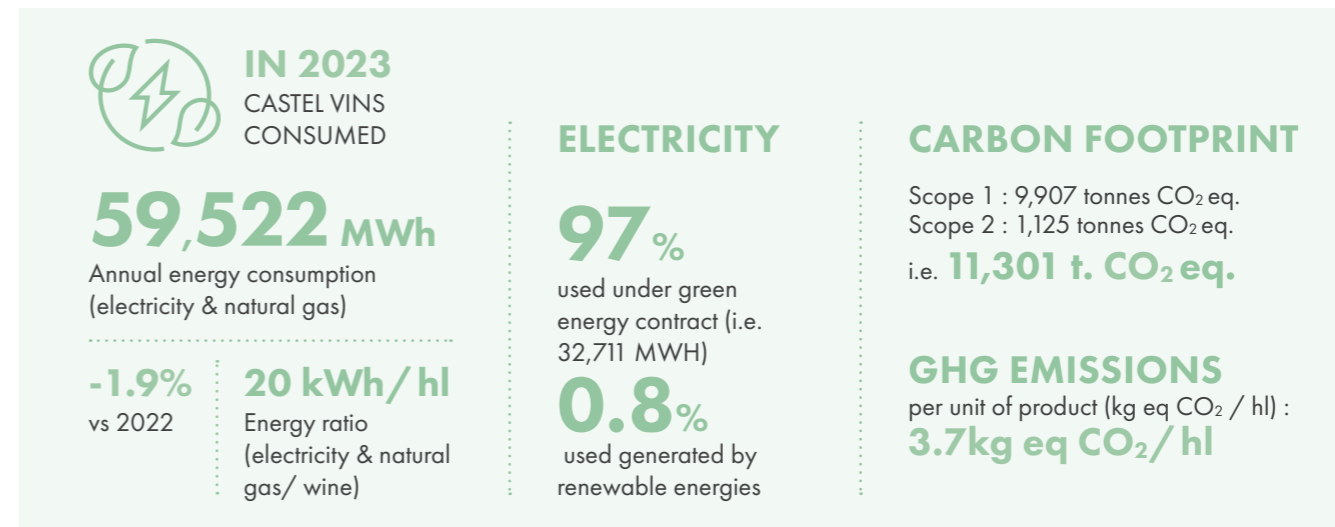 IN 2023
CASTEL VINS
CONSUMED
59,522 MWh
Annual energy consumption
(electricity & natural gas)
-1.9%
vs 2022
20 kWh/hl
Energy ratio
(electricity & natural
gas/ wine)
ELECTRICITY
97%
used under green
energy contract (i.e.
32,711 MWH)
0.8%
used generated by
renewable energies
CARBON FOOTPRINT
Scope 1 : 9,907 tonnes CO₂ eq.
Scope 2 : 1,125 tonnes CO₂ eq.
i.e. 11,301 t. CO₂ eq.
GHG EMISSIONS
per unit of product (kg eq CO₂ / hl) :
3.7kg eq CO₂/hl